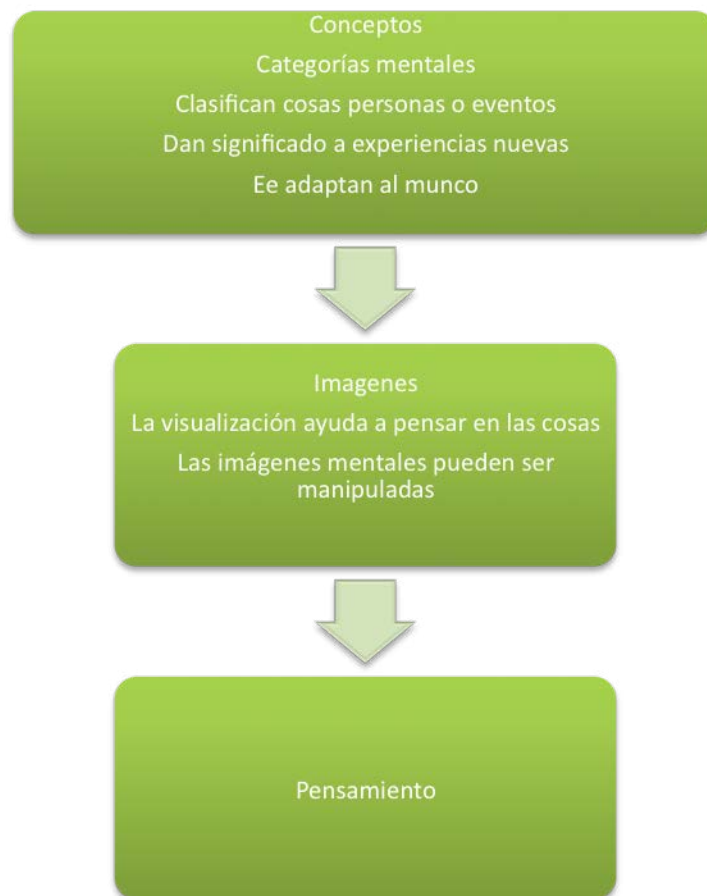 Conceptos
Categorías mentales
Clasifican cosas personas o eventos
Dan significado a experiencias nuevas
Ee adaptan al munco
Imagenes
La visualización ayuda a pensar en las cosas
Las imágenes mentales pueden ser
manipuladas
Pensamiento